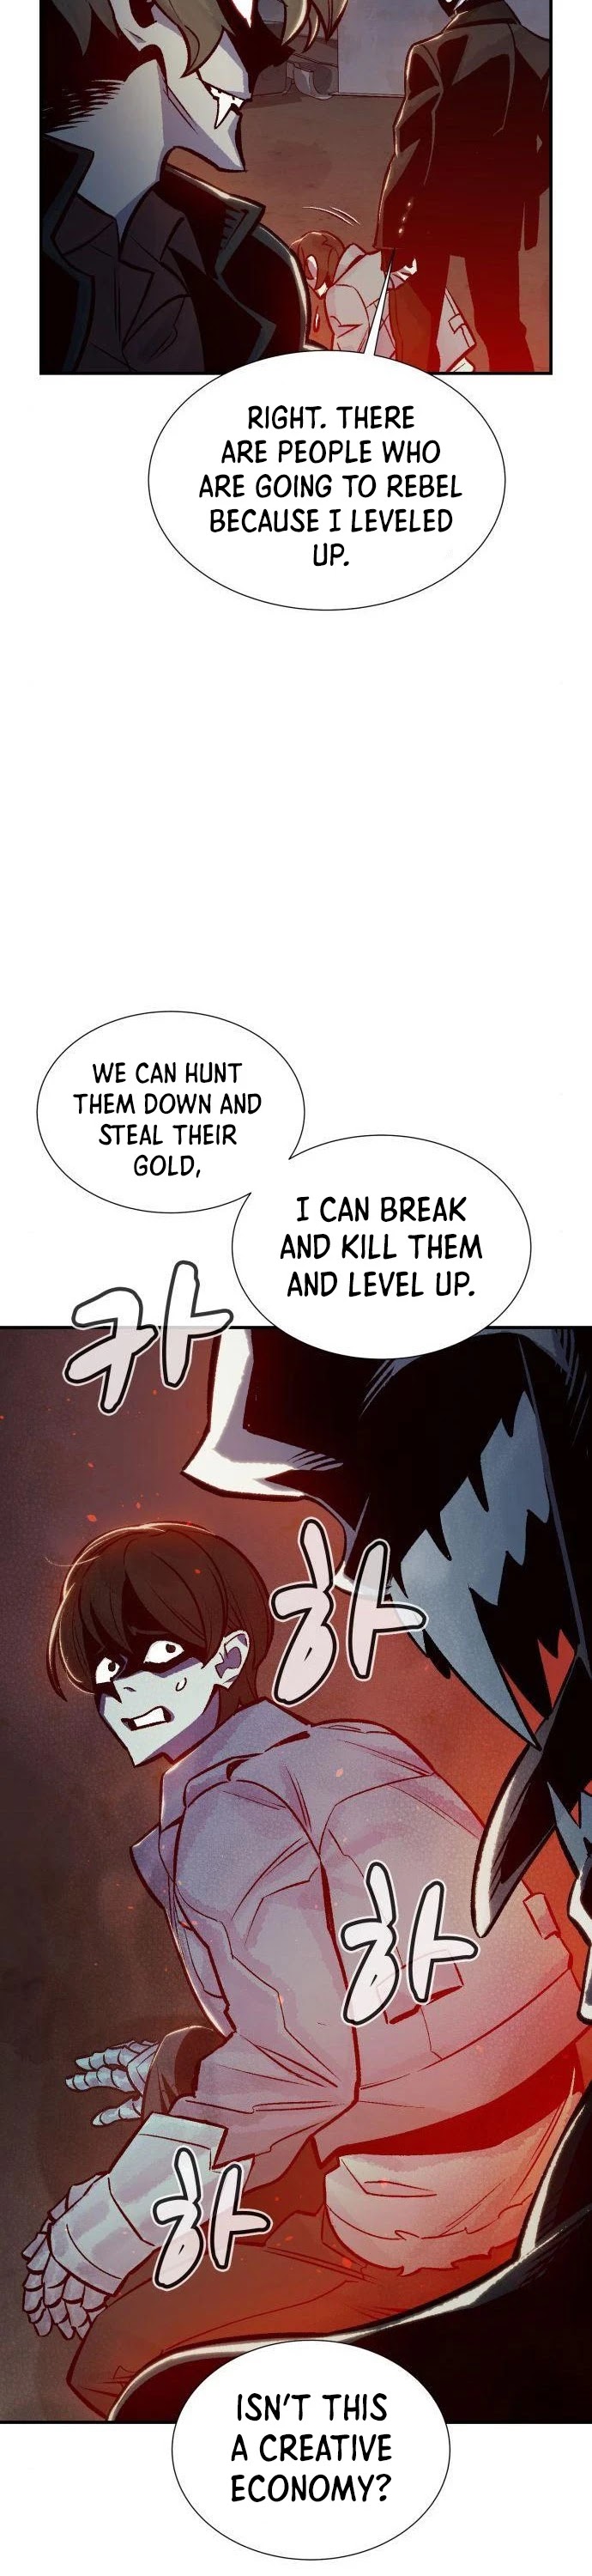 RIGHT. THERE
ARE PEOPLE WHO
ARE GOING TO REBEL
BECAUSE I LEVELED
UP.
WE CAN HUNT
THEM DOWN AND
STEAL THEIR
GOLD,
I CAN BREAK
AND KILL THEM
AND LEVEL UP.
카
하
하
하
ISN'T THIS
A CREATIVE
ECONOMY?